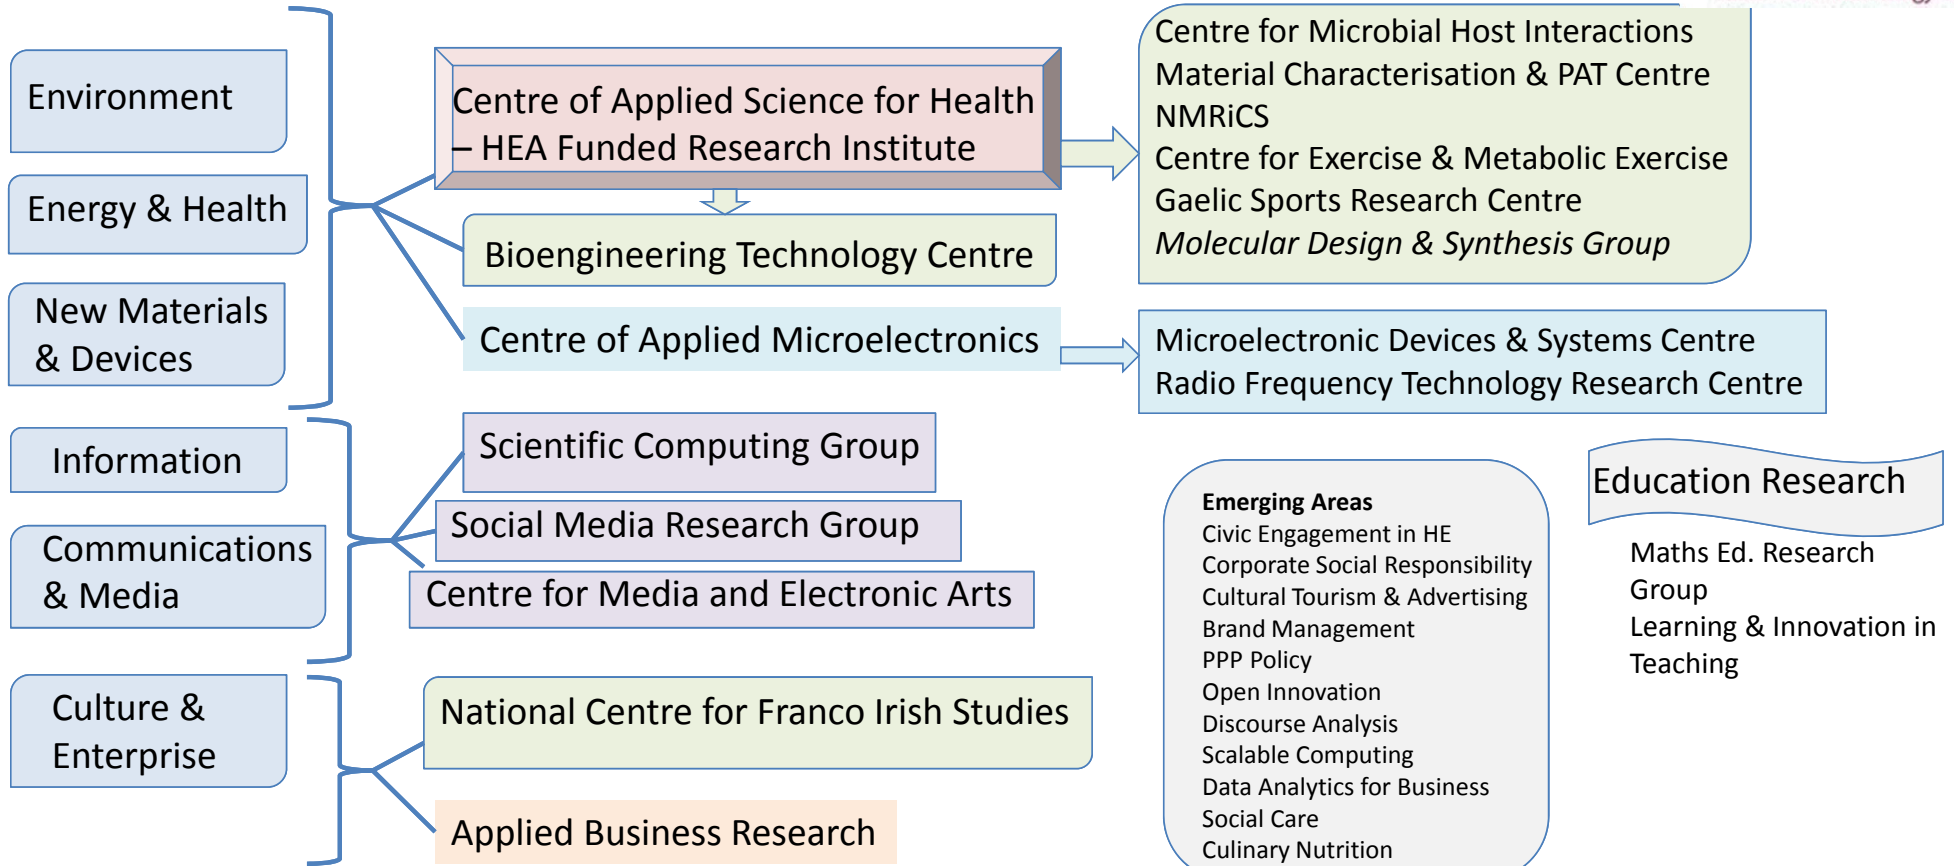 Environment
Energy & Health
New Materials
& Devices
Information
Communications
& Media
Culture &
Enterprise
Centre of Applied Science for Health
– HEA Funded Research Institute
Bioengineering Technology Centre
Centre of Applied Microelectronics
Scientific Computing Group
Social Media Research Group
Centre for Media and Electronic Arts
National Centre for Franco Irish Studies
Applied Business Research
Centre for Microbial Host Interactions
Material Characterisation & PAT Centre
NMRiCS
Centre for Exercise & Metabolic Exercise
Gaelic Sports Research Centre
Molecular Design & Synthesis Group
Microelectronic Devices & Systems Centre
Radio Frequency Technology Research Centre
Emerging Areas
Civic Engagement in HE
Corporate Social Responsibility
Cultural Tourism & Advertising
Brand Management
PPP Policy
Open Innovation
Discourse Analysis
Scalable Computing
Data Analytics for Business
Social Care
Culinary Nutrition
Education Research
Maths Ed. Research
Group
Learning & Innovation in
Teaching